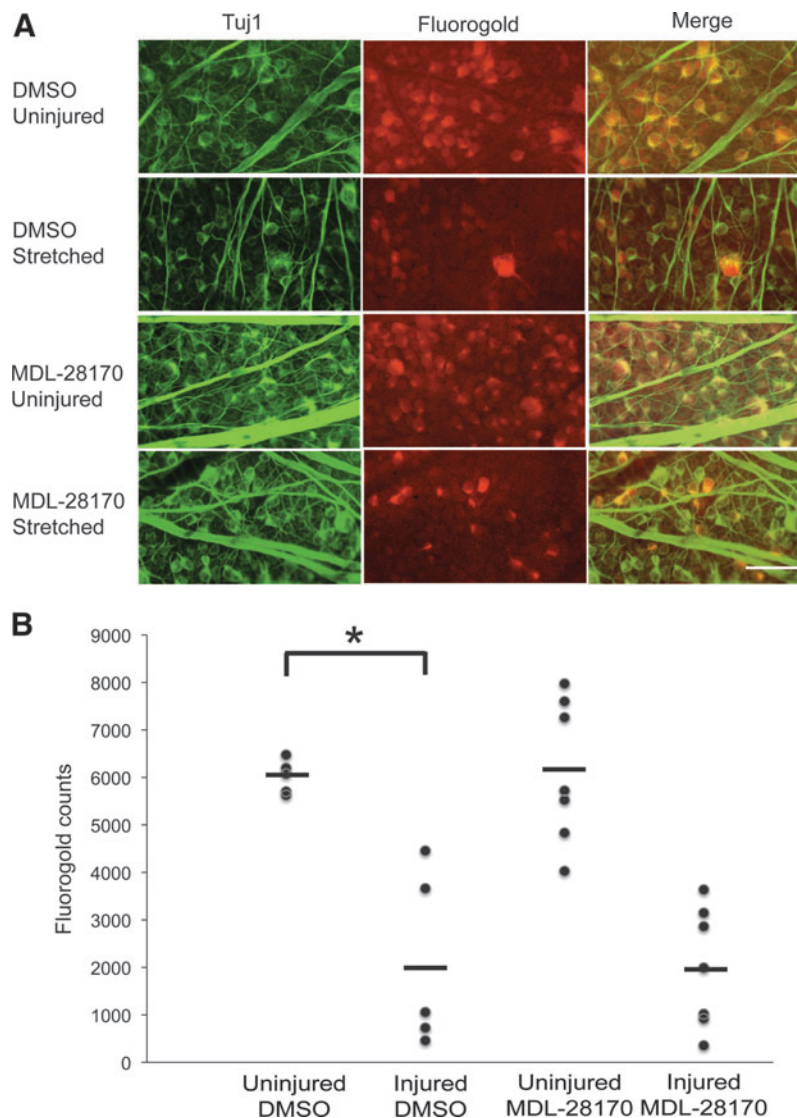 A
Tuj1 Fluorogold Merge
DMSO
Uninjured
DMSO
Stretched
MDL-28170
Uninjured
MDL-28170
Stretched
B
9000
8000
7000
6000
5000
4000
3000
2000
1000
0
Fluorogold counts
*
Uninjured Injured Uninjured Injured
DMSO DMSO MDL-28170 MDL-28170